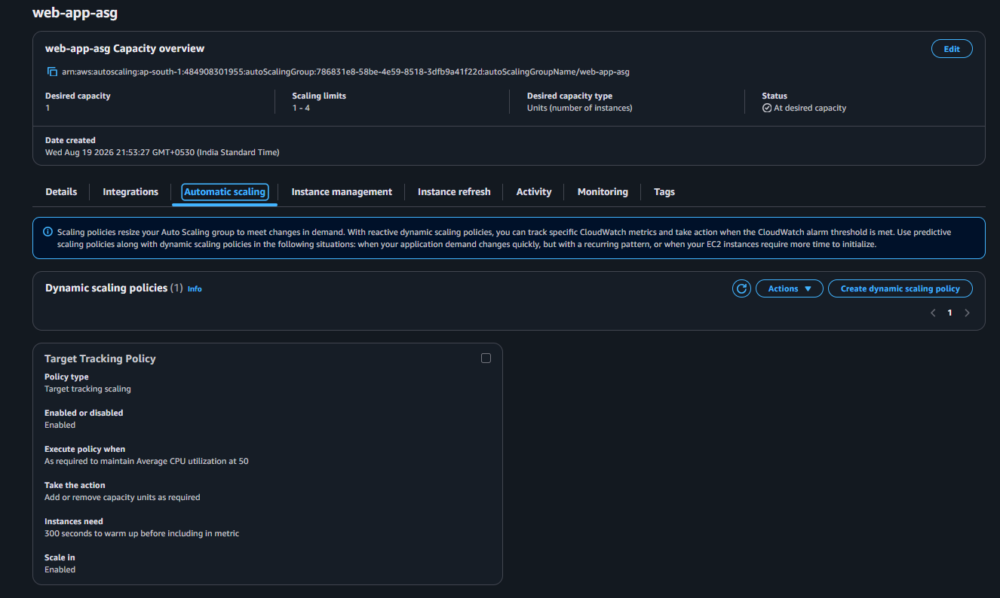 web-app-asg
web-app-asg Capacity overview
Edit
arn:aws:autoscaling:ap-south-1:484908301955:autoScalingGroup:786831e8-58be-4e59-8518-3dfb9a41f22d:autoScalingGroupName/web-app-asg
Desired capacity
1
Scaling limits
1 - 4
Desired capacity type
Units (number of instances)
Status
At desired capacity
Date created
Wed Aug 19 2026 21:53:27 GMT+0530 (India Standard Time)
Details
Integrations
Automatic scaling
Instance management
Instance refresh
Activity
Monitoring
Tags
Scaling policies resize your Auto Scaling group to meet changes in demand. With reactive dynamic scaling policies, you can track specific CloudWatch metrics and take action when the CloudWatch alarm threshold is met. Use predictive
scaling policies along with dynamic scaling policies in the following situations: when your application demand changes quickly, but with a recurring pattern, or when your EC2 instances require more time to initialize.
Dynamic scaling policies (1) Info
Actions
Create dynamic scaling policy
1
Target Tracking Policy
Policy type
Target tracking scaling
Enabled or disabled
Enabled
Execute policy when
As required to maintain Average CPU utilization at 50
Take the action
Add or remove capacity units as required
Instances need
300 seconds to warm up before including in metric
Scale in
Enabled